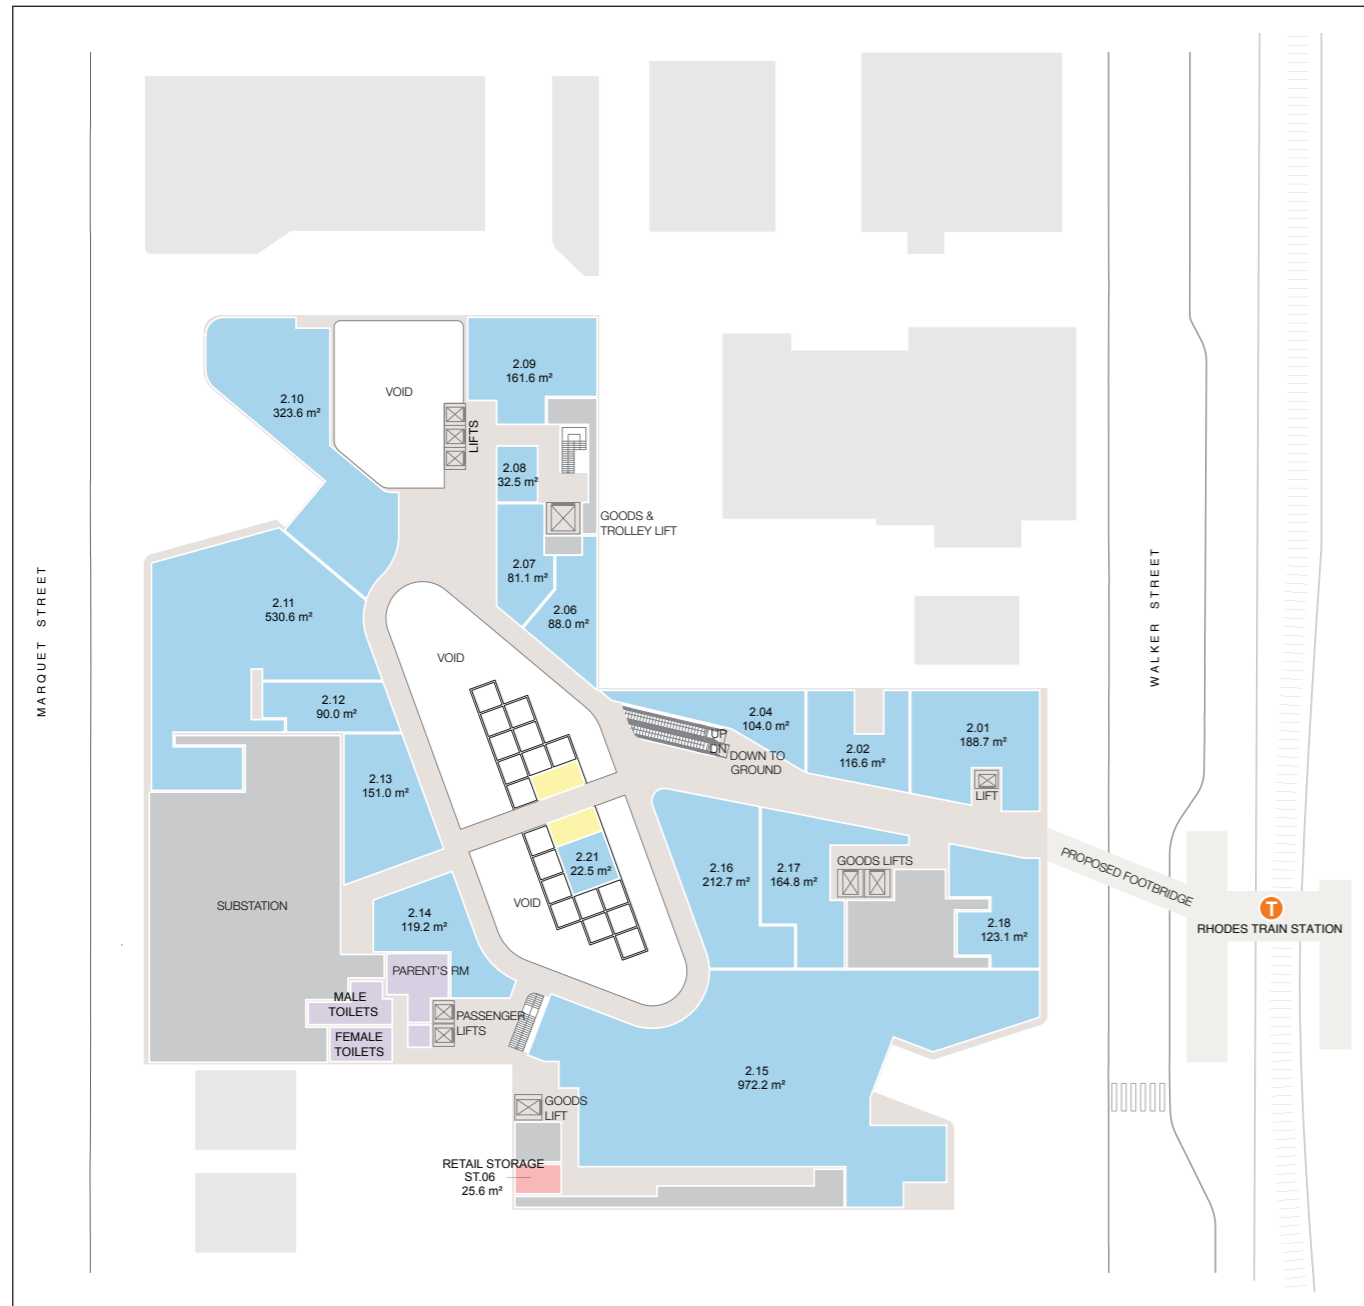 2.09
161.6 m²
VOID
2.10
323.6 m²
LIFTS
2.08
32.5 m²
GOODS &
TROLLEY LIFT
2.07
81.1 m²
2.06
88.0 m²
2.11
530.6 m²
MARQUET STREET
WALKER STREET
VOID
2.12
90.0 m²
2.04
104.0 m²
UP
DN
DOWN TO
GROUND
2.02
116.6 m²
2.01
188.7 m²
LIFT
2.13
151.0 m²
2.21
22.5 m²
2.16
212.7 m²
2.17
164.8 m²
GOODS LIFTS
PROPOSED FOOTBRIDGE
T
RHODES TRAIN STATION
SUBSTATION
VOID
2.14
119.2 m²
2.18
123.1 m²
PARENT'S RM
MALE
TOILETS
PASSENGER
LIFTS
FEMALE
TOILETS
2.15
972.2 m²
GOODS
LIFT
RETAIL STORAGE
ST.06
25.6 m²